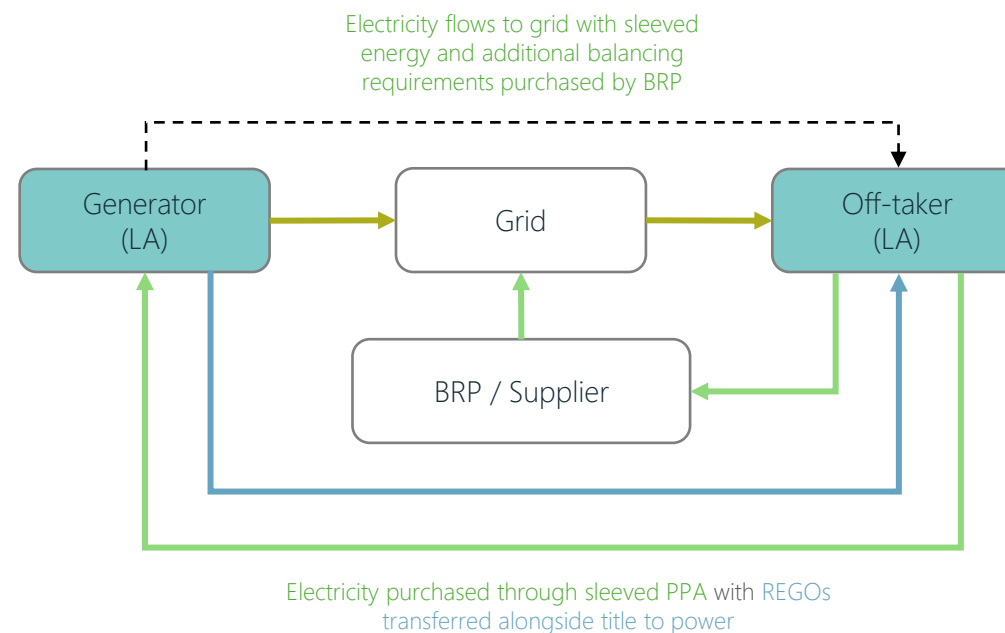 Electricity flows to grid with sleeved
energy and additional balancing
requirements purchased by BRP
Generator
(LA)
Grid
Off-taker
(LA)
BRP / Supplier
Electricity purchased through sleeved PPA with REGOs
transferred alongside title to power